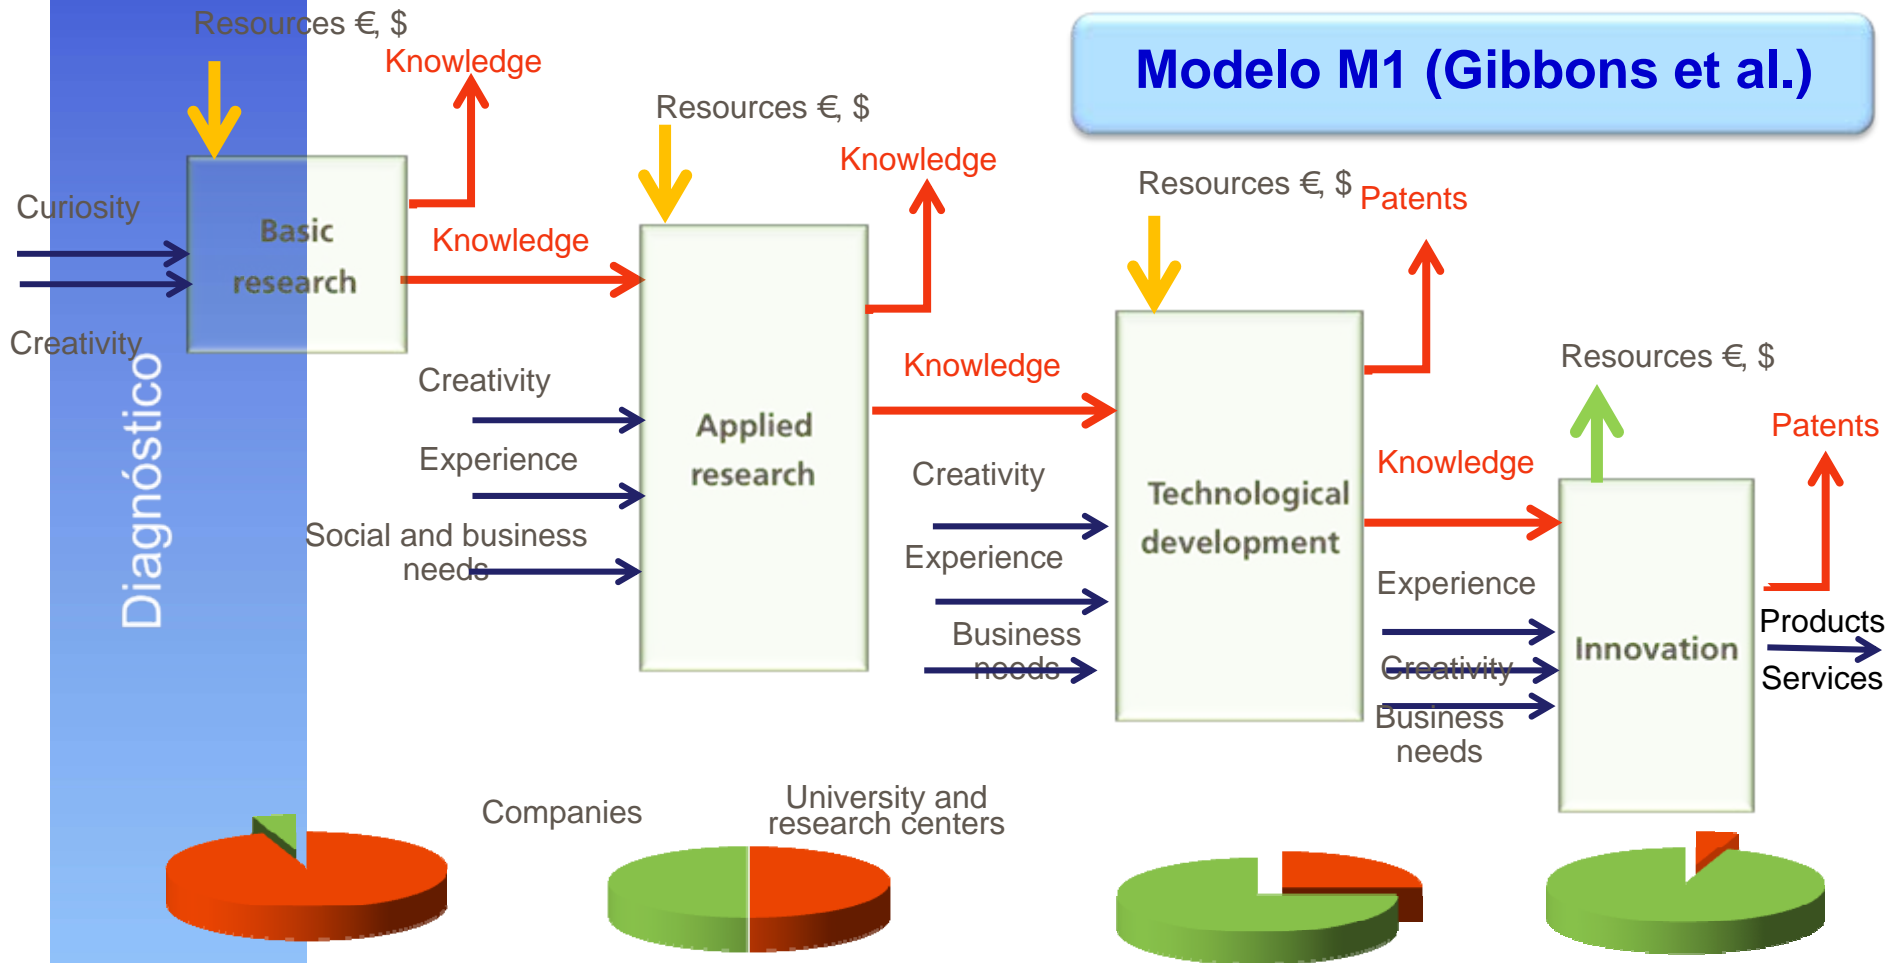 Resources €, $
Knowledge
Modelo M1 (Gibbons et al.)
Resources €, $
Knowledge
Resources €, $
Patents
Curiosity
Basic
research
Knowledge
Creativity
Diagnóstico
Creativity
Experience
Social and business
needs
Applied
research
Knowledge
Creativity
Experience
Business
needs
Technological
development
Resources €, $
Patents
Knowledge
Experience
Creativity
Business
needs
Innovation
Products
Services
Companies
University and
research centers